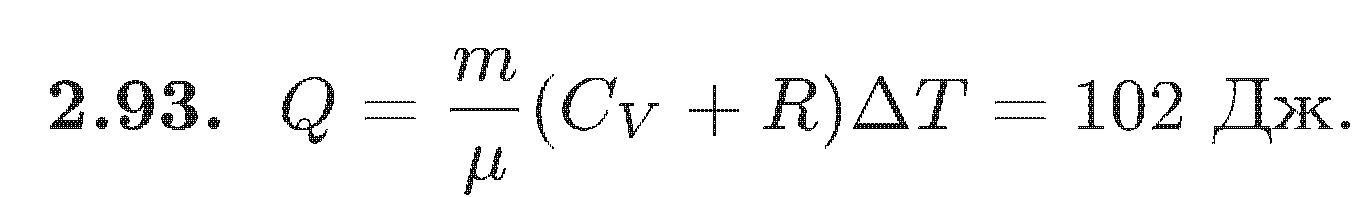 2.93. Q = m/μ (C_V + R)ΔT = 102 Дж.